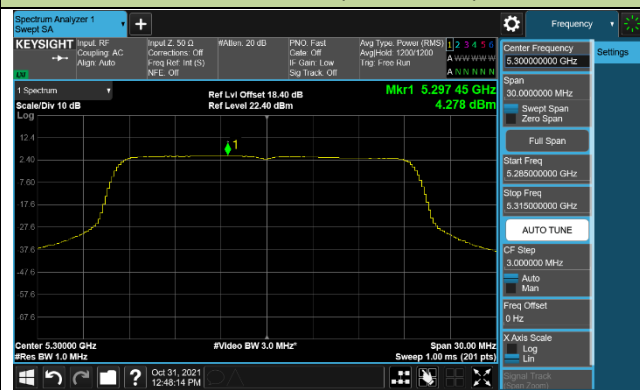 Spectrum Analyzer 1
Swept SA
+
Frequency
KEYSIGHT
Input: RF
Coupling: AC
Align: Auto
Input Z: 50 Ω
Corrections: Off
Freq Ref: Int (S)
NFE: Off
#Atten: 20 dB
PNO: Fast
Gate: Off
IF Gain: Low
Sig Track: Off
Avg Type: Power (RMS)
Avg|Hold: 1200/1200
Trig: Free Run
1 2 3 4 5 6
A W W W W W
A N N N N N
LXI
1 Spectrum
Scale/Div 10 dB
Log
Ref Lvl Offset 18.40 dB
Ref Level 22.40 dBm
Mkr1 5.297 45 GHz
4.278 dBm
1
12.4
2.40
-7.60
-17.6
-27.6
-37.6
-47.6
-57.6
-67.6
Center 5.30000 GHz
#Res BW 1.0 MHz
#Video BW 3.0 MHz*
Span 30.00 MHz
Sweep 1.00 ms (201 pts)
Center Frequency
5.300000000 GHz
Settings
Span
30.0000000 MHz
Swept Span
Zero Span
Full Span
Start Freq
5.285000000 GHz
Stop Freq
5.315000000 GHz
AUTO TUNE
CF Step
3.000000 MHz
Auto
Man
Freq Offset
0 Hz
X Axis Scale
Log
Lin
Signal Track
(Span Zoom)
?
Oct 31, 2021
12:48:14 PM